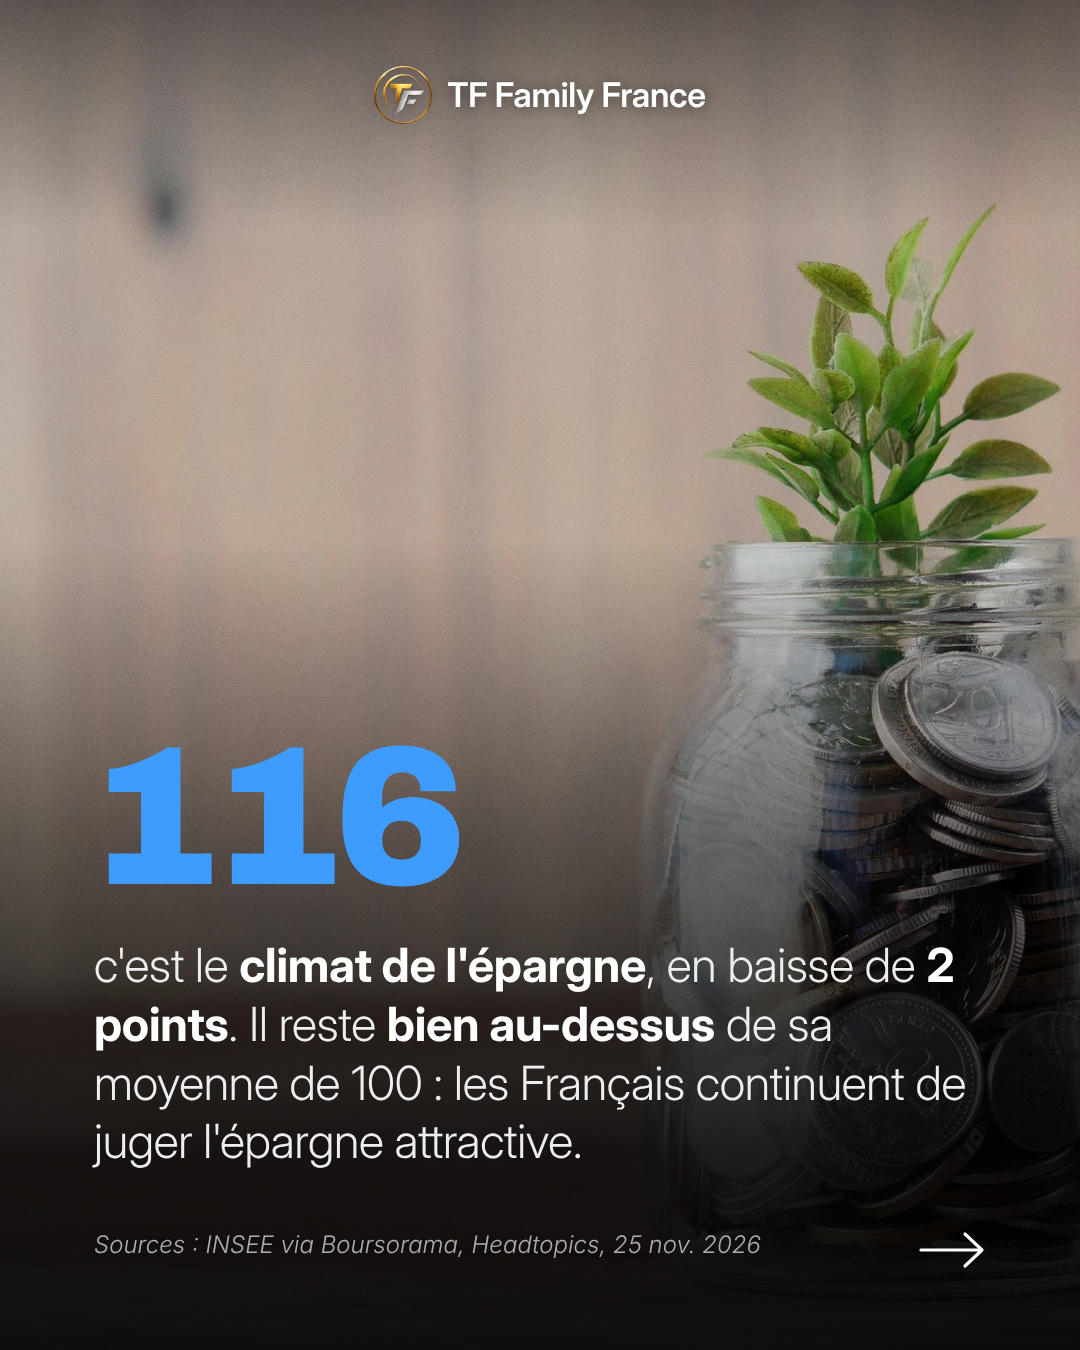 TF Family France
116
c'est le climat de l'épargne, en baisse de 2
points. Il reste bien au-dessus de sa
moyenne de 100 : les Français continuent de
juger l'épargne attractive.
Sources : INSEE via Boursorama, Headtopics, 25 nov. 2026
TF
20